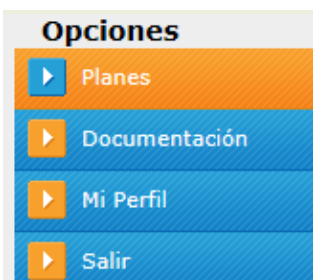 Opciones
Planes
Documentación
Mi Perfil
Salir